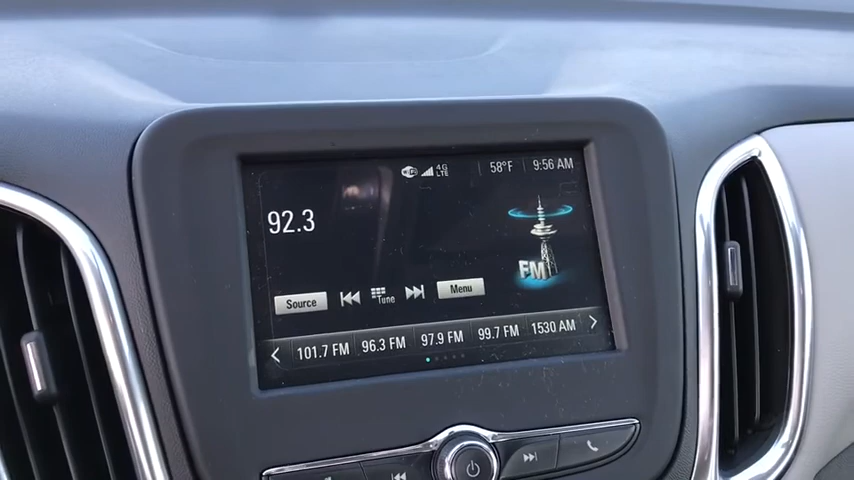 WiFi 4G LTE 58°F 9:56 AM
92.3
FM
Source Tune Menu
101.7 FM 96.3 FM 97.9 FM 99.7 FM 1530 AM